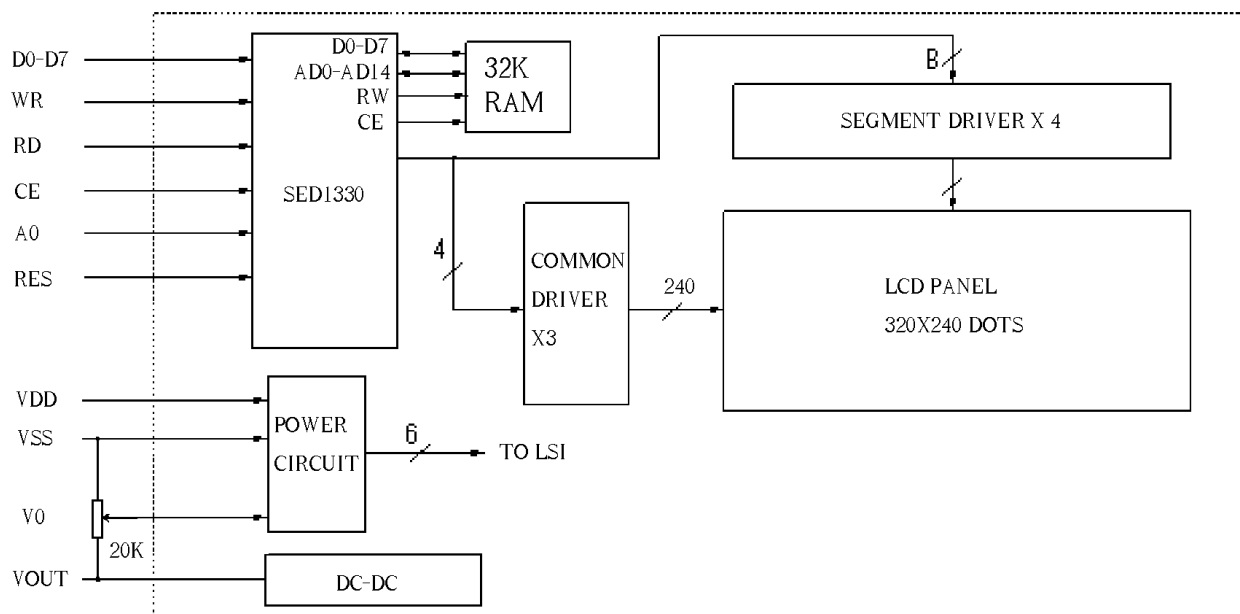 D0-D7
WR
RD
CE
A0
RES
D0-D7
AD0-AD14
RW
CE
SED1330
32K
RAM
B
SEGMENT DRIVER X 4
4
COMMON
DRIVER
X3
240
LCD PANEL
320X240 DOTS
VDD
VSS
V0
VOUT
20K
POWER
CIRCUIT
6
TO LSI
DC-DC